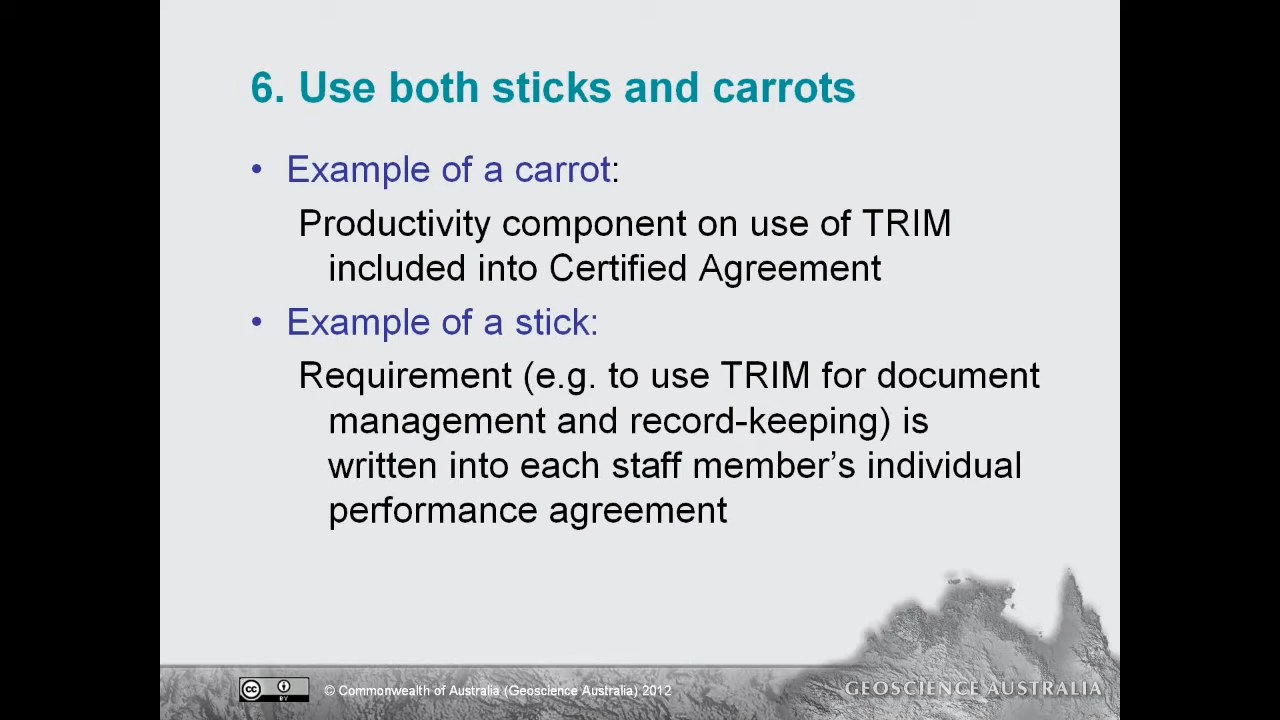 6. Use both sticks and carrots
• Example of a carrot:
Productivity component on use of TRIM
included into Certified Agreement
• Example of a stick:
Requirement (e.g. to use TRIM for document
management and record-keeping) is
written into each staff member’s individual
performance agreement
cc BY
© Commonwealth of Australia (Geoscience Australia) 2012
GEOSCIENCE AUSTRALIA